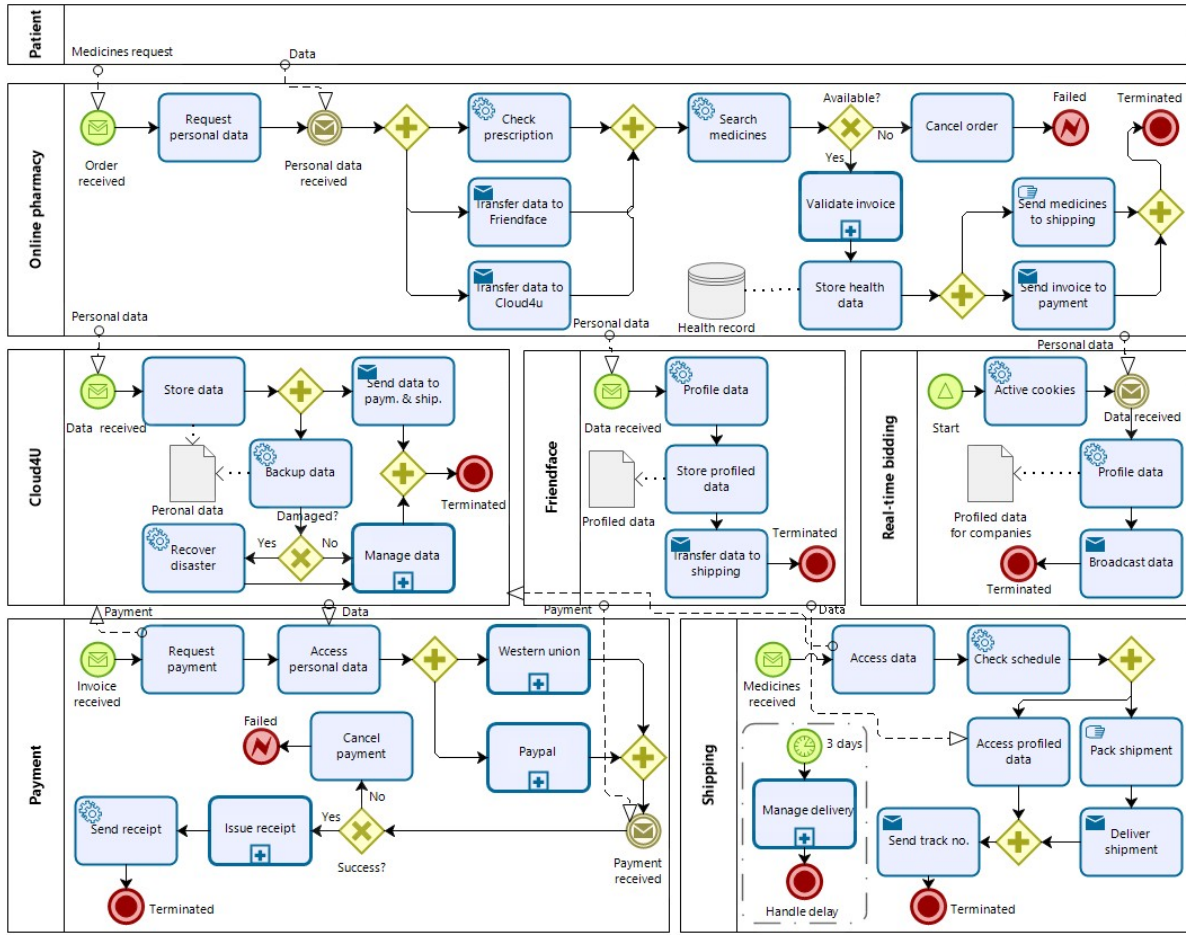 Patient
Medicines request
Data
Online pharmacy
Order
received
Request
personal data
Personal data
received
Check
prescription
Transfer data to
Friendface
Transfer data to
Cloud4u
Search
medicines
Available?
No
Yes
Cancel order
Failed
Terminated
Validate invoice
Store health
data
Health record
Send medicines
to shipping
Send invoice to
payment
Personal data
Personal data
Personal data
Cloud4U
Data received
Store data
Send data to
paym. & ship.
Backup data
Peronal data
Damaged?
Yes
No
Recover
disaster
Manage data
Terminated
Friendface
Data received
Profile data
Store profiled
data
Profiled data
Transfer data to
shipping
Terminated
Real-time bidding
Start
Active cookies
Data received
Profile data
Profiled data
for companies
Broadcast data
Terminated
Payment
Data
Payment
Data
Payment
Invoice
received
Request
payment
Access
personal data
Western union
Paypal
Failed
Cancel
payment
No
Yes
Success?
Issue receipt
Send receipt
Payment
received
Terminated
Shipping
Medicines
received
Access data
Check schedule
3 days
Manage delivery
Handle delay
Access profiled
data
Pack shipment
Deliver
shipment
Send track no.
Terminated